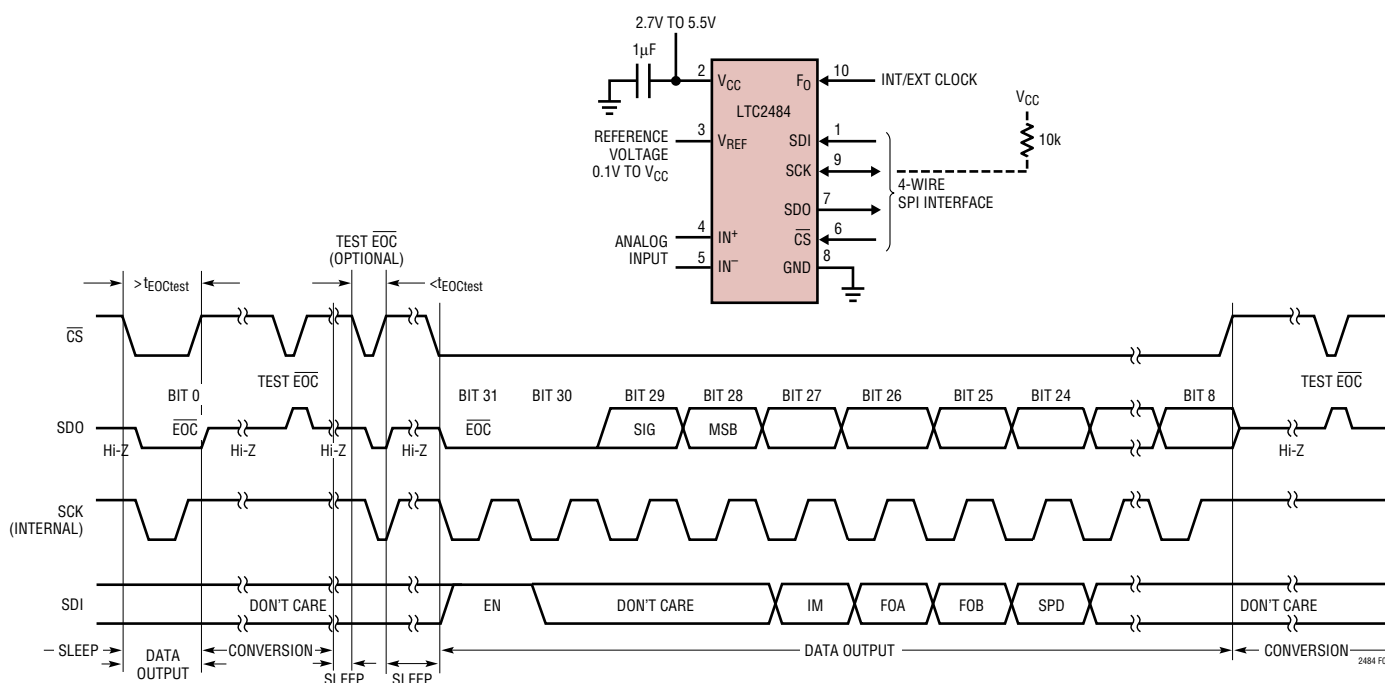 2.7V TO 5.5V
1µF
2
VCC
FO
10
INT/EXT CLOCK
LTC2484
VCC
10k
REFERENCE
VOLTAGE
0.1V TO VCC
3
VREF
SDI
1
SCK
9
4-WIRE
SPI INTERFACE
SDO
7
ANALOG
INPUT
4
IN+
5
IN–
CS
6
GND
8
TEST EOC
(OPTIONAL)
>tEOCtest
<tEOCtest
CS
TEST EOC
TEST EOC
BIT 0
BIT 31
BIT 30
BIT 29
BIT 28
BIT 27
BIT 26
BIT 25
BIT 24
BIT 8
SDO
EOC
EOC
SIG
MSB
Hi-Z
Hi-Z
Hi-Z
Hi-Z
Hi-Z
SCK
(INTERNAL)
SDI
DON'T CARE
EN
DON'T CARE
IM
FOA
FOB
SPD
DON'T CARE
SLEEP
DATA
OUTPUT
CONVERSION
SLEEP
SLEEP
DATA OUTPUT
CONVERSION